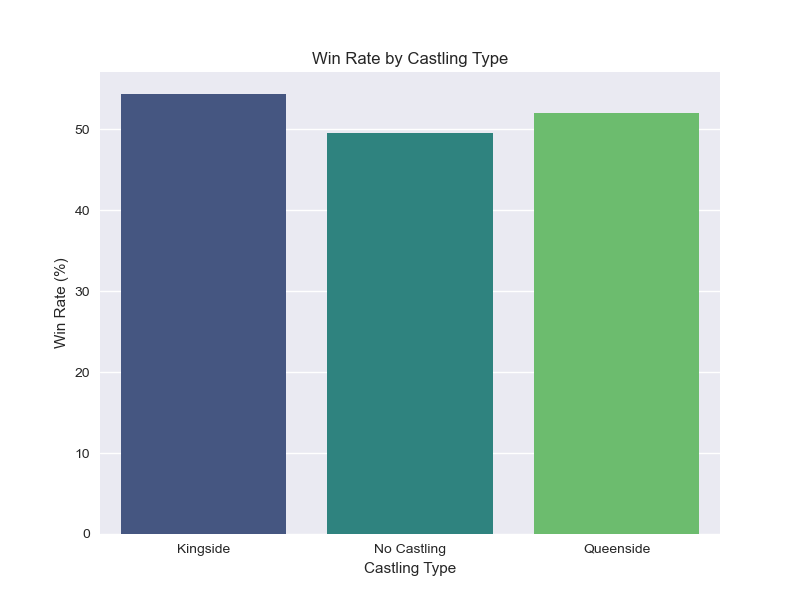 Win Rate by Castling Type
Win Rate (%)
50
40
30
20
10
0
Kingside
No Castling
Queenside
Castling Type